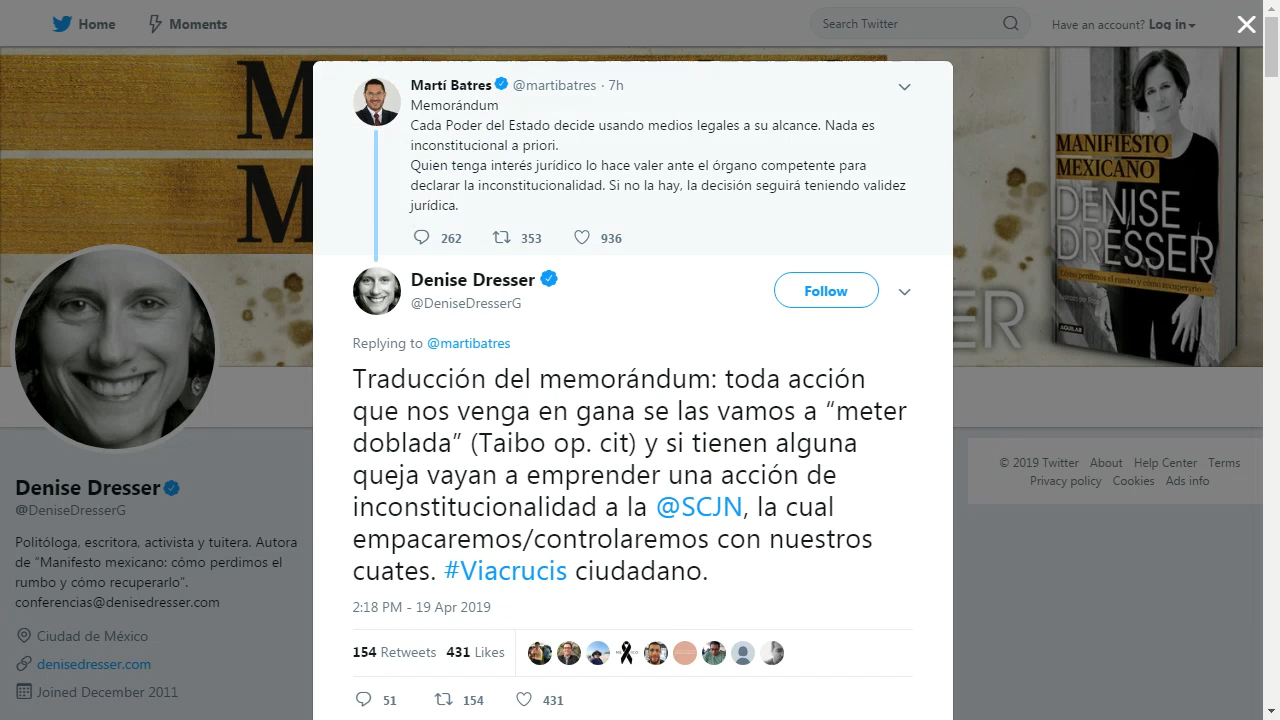 Home
Moments
Search Twitter
Have an account? Log in
Martí Batres @martibatres · 7h
Memorándum
Cada Poder del Estado decide usando medios legales a su alcance. Nada es
inconstitucional a priori.
Quien tenga interés jurídico lo hace valer ante el órgano competente para
declarar la inconstitucionalidad. Si no la hay, la decisión seguirá teniendo validez
jurídica.
262 353 936
Denise Dresser
@DeniseDresserG
Follow
Replying to @martibatres
Traducción del memorándum: toda acción
que nos venga en gana se las vamos a “meter
doblada” (Taibo op. cit) y si tienen alguna
queja vayan a emprender una acción de
inconstitucionalidad a la @SCJN, la cual
empacaremos/controlaremos con nuestros
cuates. #Viacrucis ciudadano.
2:18 PM - 19 Apr 2019
154 Retweets 431 Likes
51 154 431
Denise Dresser
@DeniseDresserG
Politóloga, escritora, activista y tuitera. Autora
de “Manifesto mexicano: cómo perdimos el
rumbo y cómo recuperarlo”.
conferencias@denisedresser.com
Ciudad de México
denisedresser.com
Joined December 2011
MANIFIESTO
MEXICANO
DENISE
DRESSER
Cómo perdimos el rumbo y cómo recuperarlo
AGUILAR
ER
© 2019 Twitter About Help Center Terms
Privacy policy Cookies Ads info